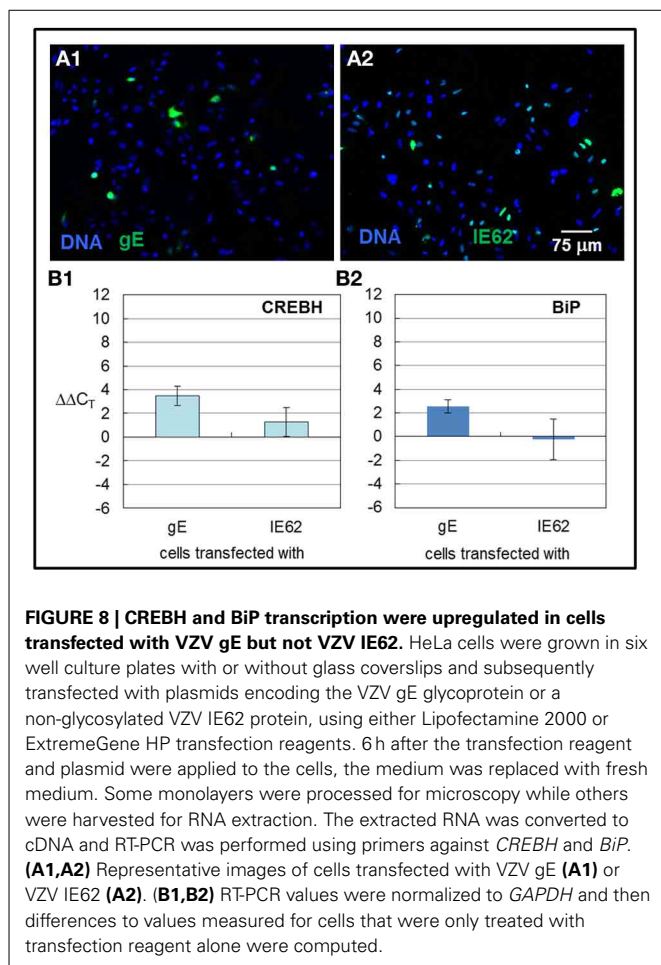 A1 A2
DNA gE DNA IE62 75 μm
B1 B2
12 CREBH 12 BiP
10 10
8 8
6 6
ΔΔCT 4 4
2 2
0 0
-2 -2
-4 -4
-6 -6
gE IE62 gE IE62
cells transfected with cells transfected with
FIGURE 8 | CREBH and BiP transcription were upregulated in cells
transfected with VZV gE but not VZV IE62. HeLa cells were grown in six
well culture plates with or without glass coverslips and subsequently
transfected with plasmids encoding the VZV gE glycoprotein or a
non-glycosylated VZV IE62 protein, using either Lipofectamine 2000 or
ExtremeGene HP transfection reagents. 6 h after the transfection reagent
and plasmid were applied to the cells, the medium was replaced with fresh
medium. Some monolayers were processed for microscopy while others
were harvested for RNA extraction. The extracted RNA was converted to
cDNA and RT-PCR was performed using primers against CREBH and BiP.
(A1,A2) Representative images of cells transfected with VZV gE (A1) or
VZV IE62 (A2). (B1,B2) RT-PCR values were normalized to GAPDH and then
differences to values measured for cells that were only treated with
transfection reagent alone were computed.